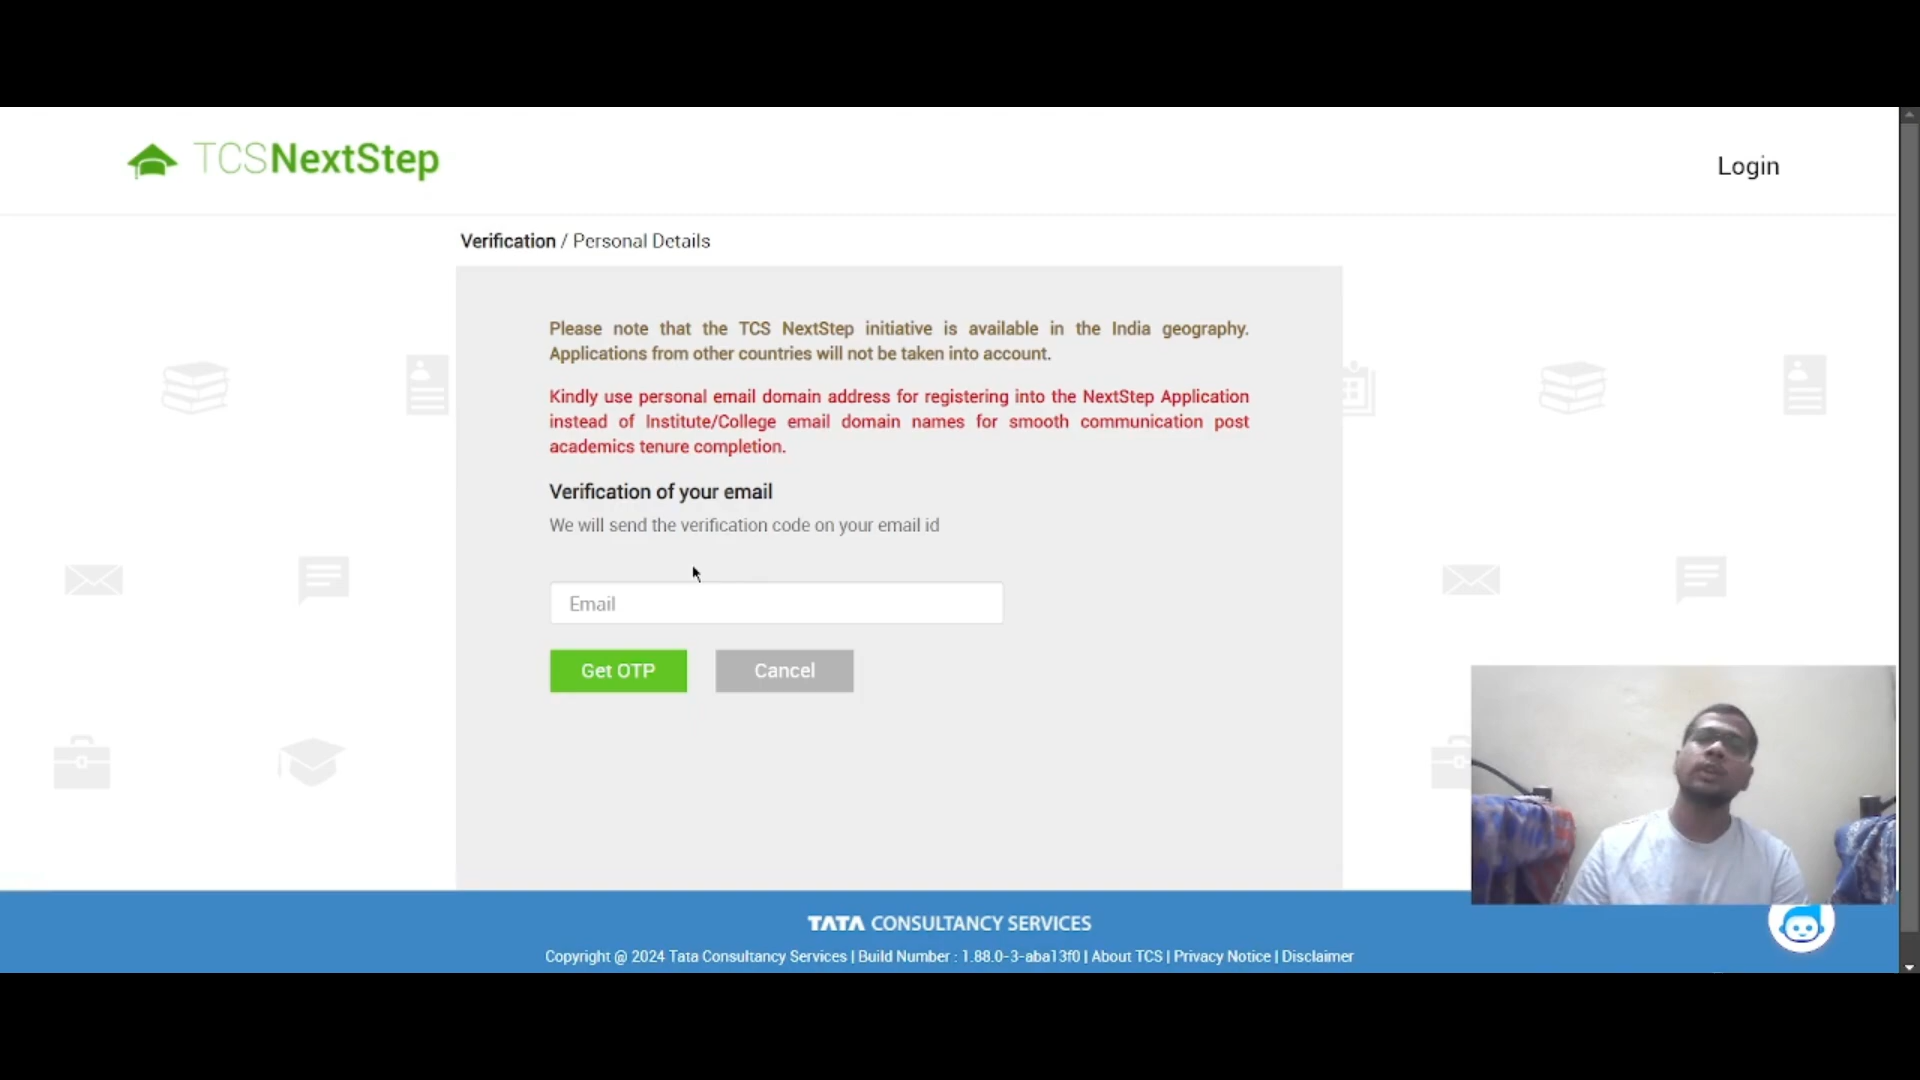 TCSNextStep
Login
Verification / Personal Details
Please note that the TCS NextStep initiative is available in the India geography.
Applications from other countries will not be taken into account.
Kindly use personal email domain address for registering into the NextStep Application
instead of Institute/College email domain names for smooth communication post
academics tenure completion.
Verification of your email
We will send the verification code on your email id
Email
Get OTP
Cancel
TATA CONSULTANCY SERVICES
Copyright @ 2024 Tata Consultancy Services | Build Number : 1.88.0-3-aba13f0 | About TCS | Privacy Notice | Disclaimer